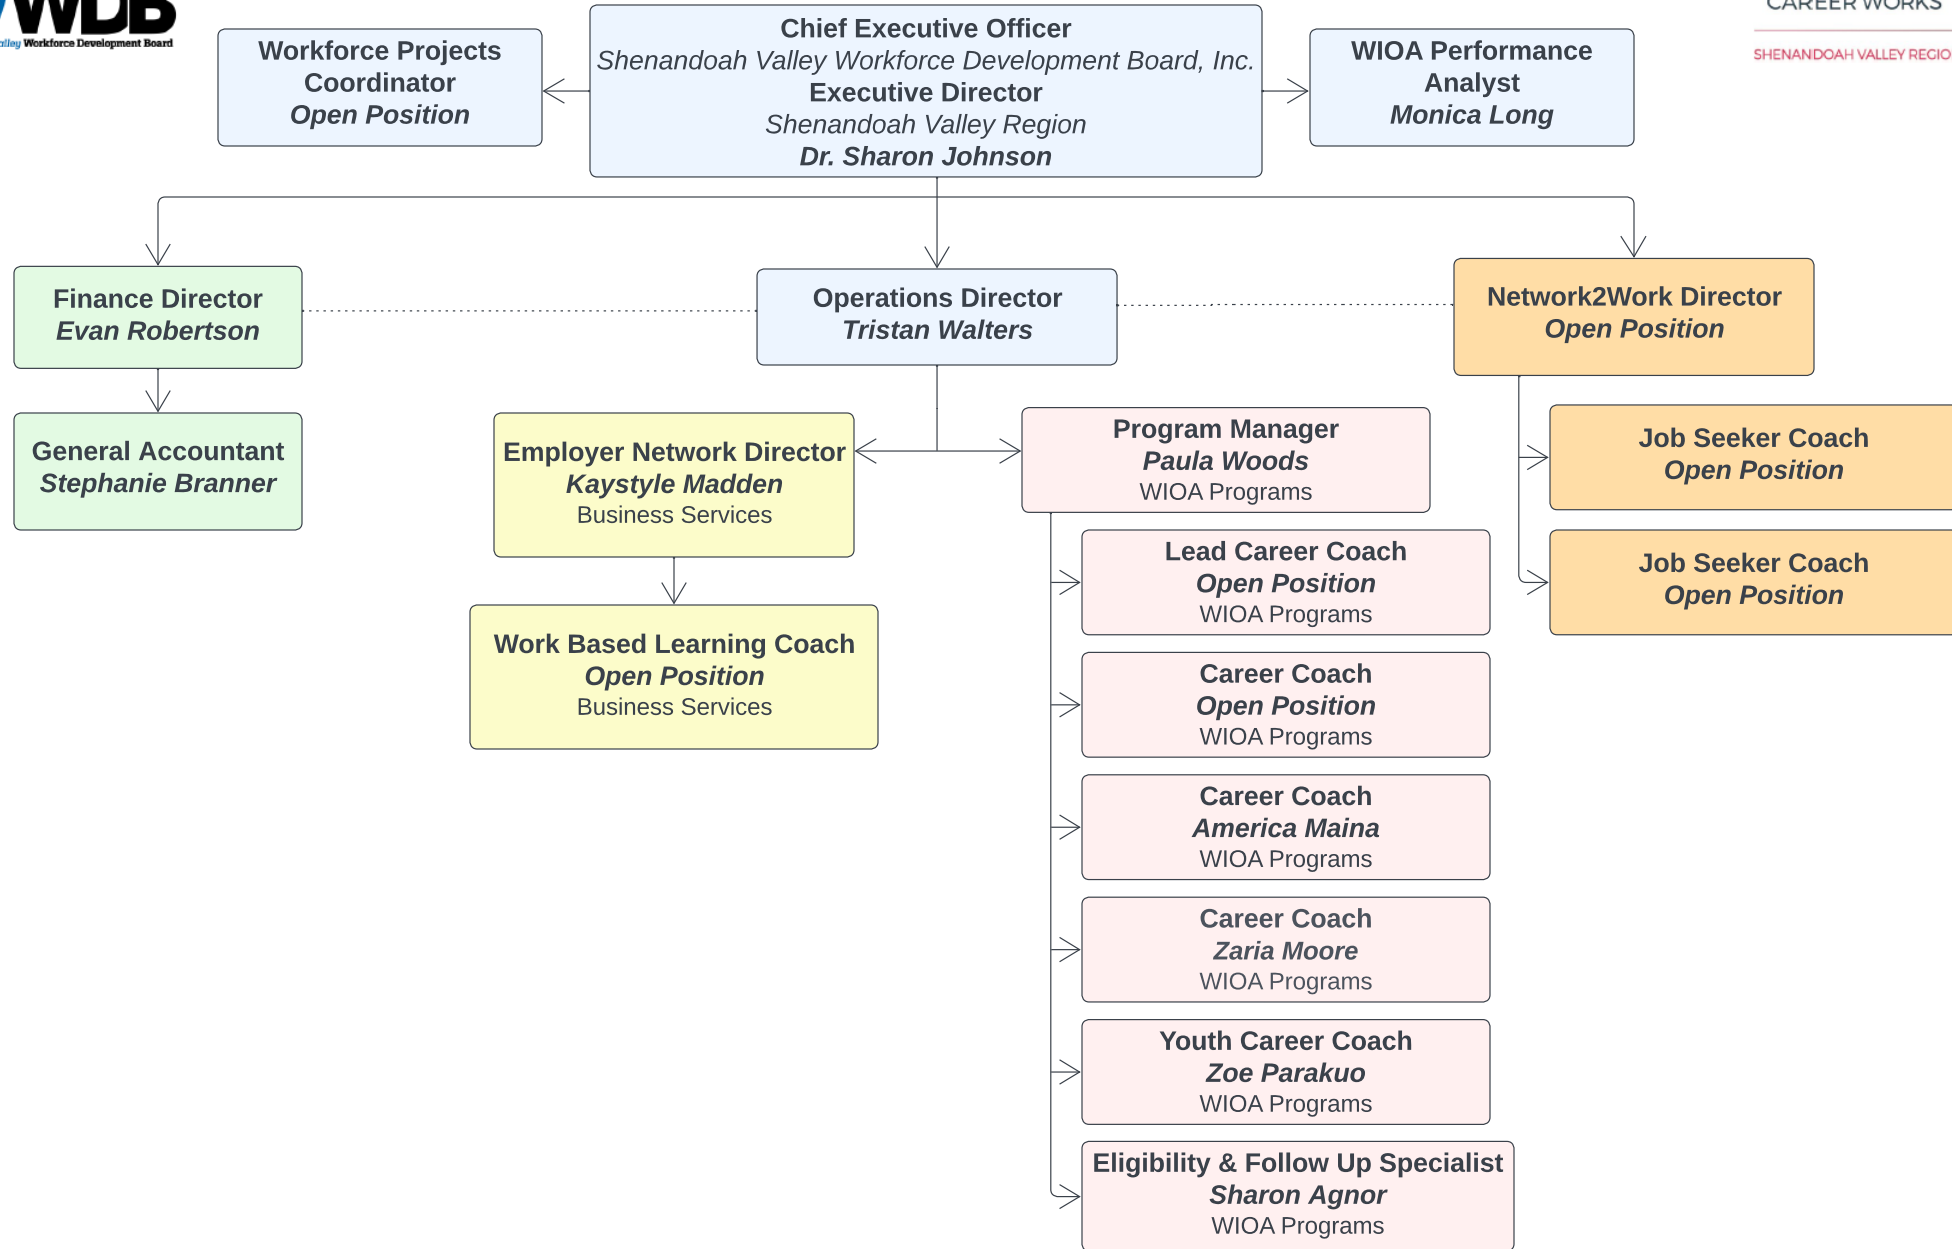 WDB
alley Workforce Development Board
CAREER WORKS
SHENANDOAH VALLEY REGIO
Workforce Projects
Coordinator
Open Position
Chief Executive Officer
Shenandoah Valley Workforce Development Board, Inc.
Executive Director
Shenandoah Valley Region
Dr. Sharon Johnson
WIOA Performance
Analyst
Monica Long
Finance Director
Evan Robertson
Operations Director
Tristan Walters
Network2Work Director
Open Position
General Accountant
Stephanie Branner
Employer Network Director
Kaystyle Madden
Business Services
Program Manager
Paula Woods
WIOA Programs
Job Seeker Coach
Open Position
Job Seeker Coach
Open Position
Work Based Learning Coach
Open Position
Business Services
Lead Career Coach
Open Position
WIOA Programs
Career Coach
Open Position
WIOA Programs
Career Coach
America Maina
WIOA Programs
Career Coach
Zaria Moore
WIOA Programs
Youth Career Coach
Zoe Parakuo
WIOA Programs
Eligibility & Follow Up Specialist
Sharon Agnor
WIOA Programs